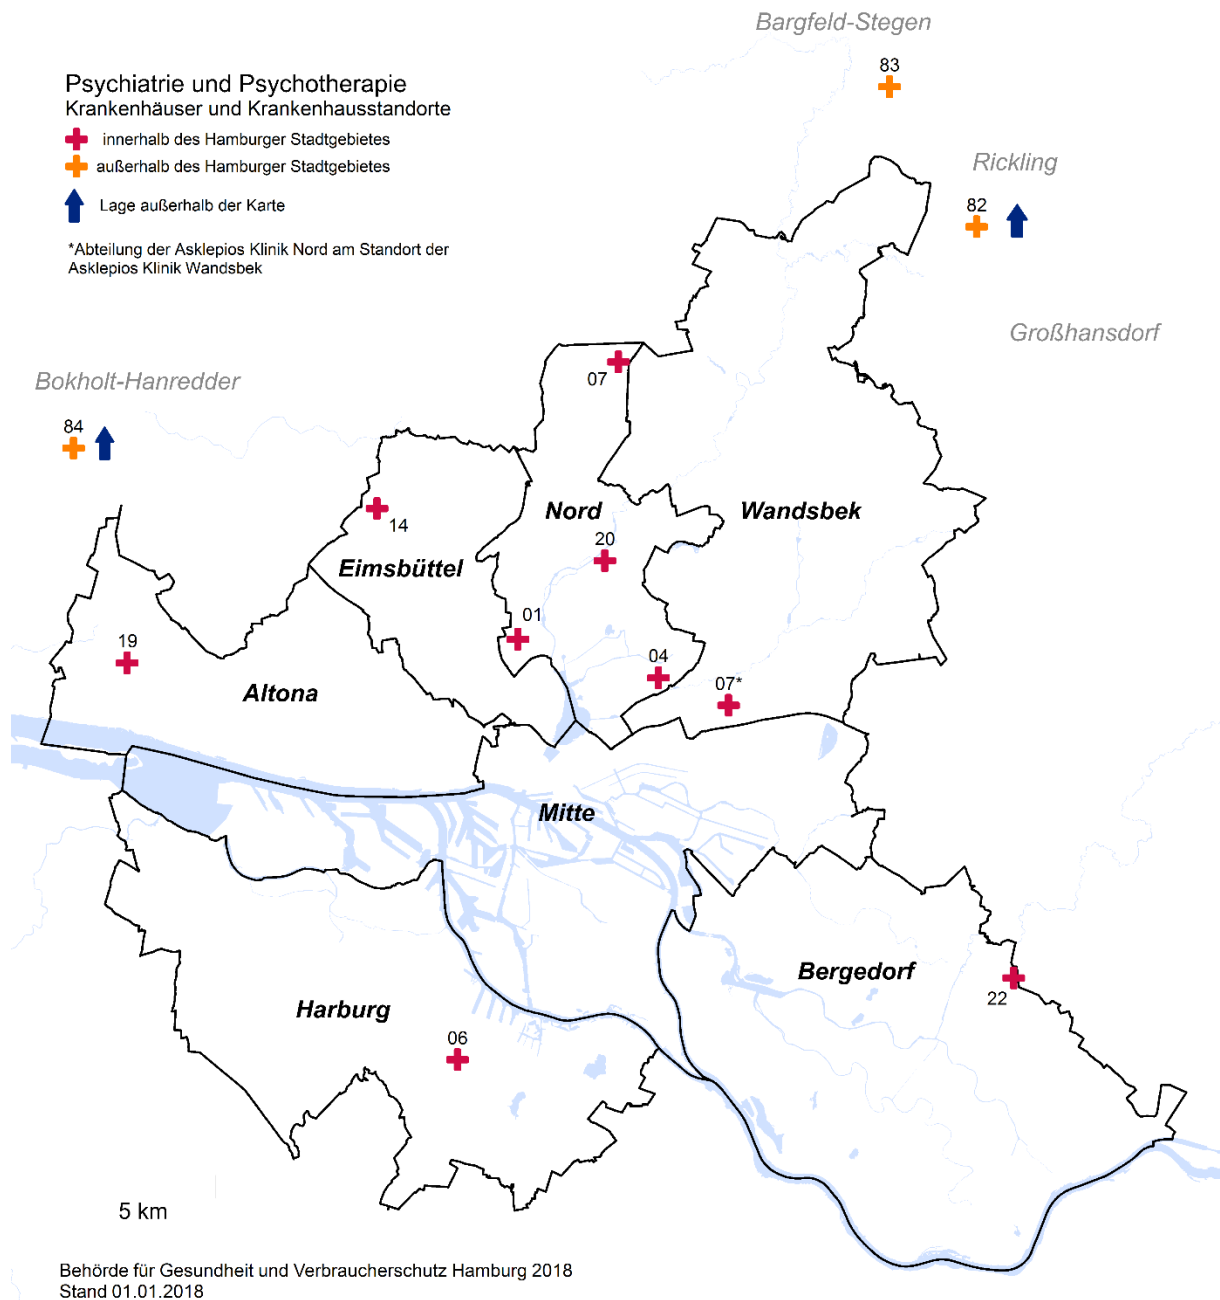 Bargfeld-Stegen
83
Psychiatrie und Psychotherapie
Krankenhäuser und Krankenhausstandorte
innerhalb des Hamburger Stadtgebietes
außerhalb des Hamburger Stadtgebietes
Lage außerhalb der Karte
*Abteilung der Asklepios Klinik Nord am Standort der
Asklepios Klinik Wandsbek
Rickling
82
Großhansdorf
07
Bokholt-Hanredder
84
14
Nord
Wandsbek
20
Eimsbüttel
01
19
04
07*
Altona
Mitte
Bergedorf
22
Harburg
06
5 km
Behörde für Gesundheit und Verbraucherschutz Hamburg 2018
Stand 01.01.2018